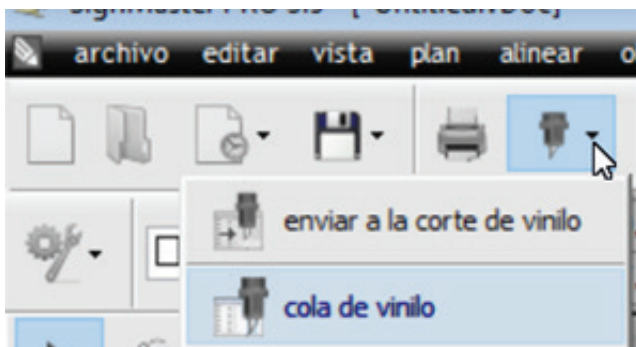 archivo editar vista plan alinear
enviar a la corte de vinilo
cola de vinilo